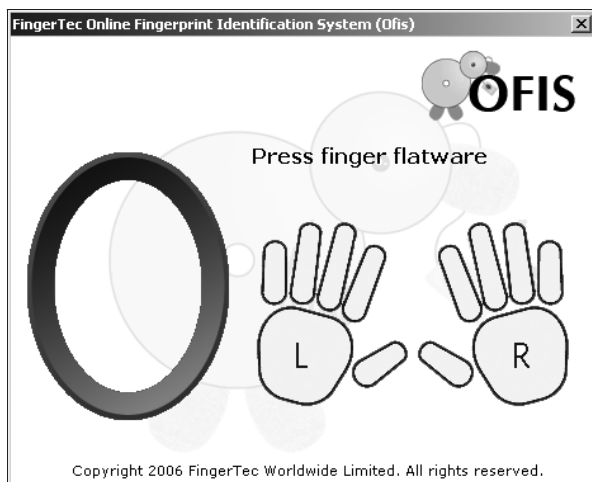 FingerTec Online Fingerprint Identification System (Ofis)
OFIS
Press finger flatware
L R
Copyright 2006 FingerTec Worldwide Limited. All rights reserved.